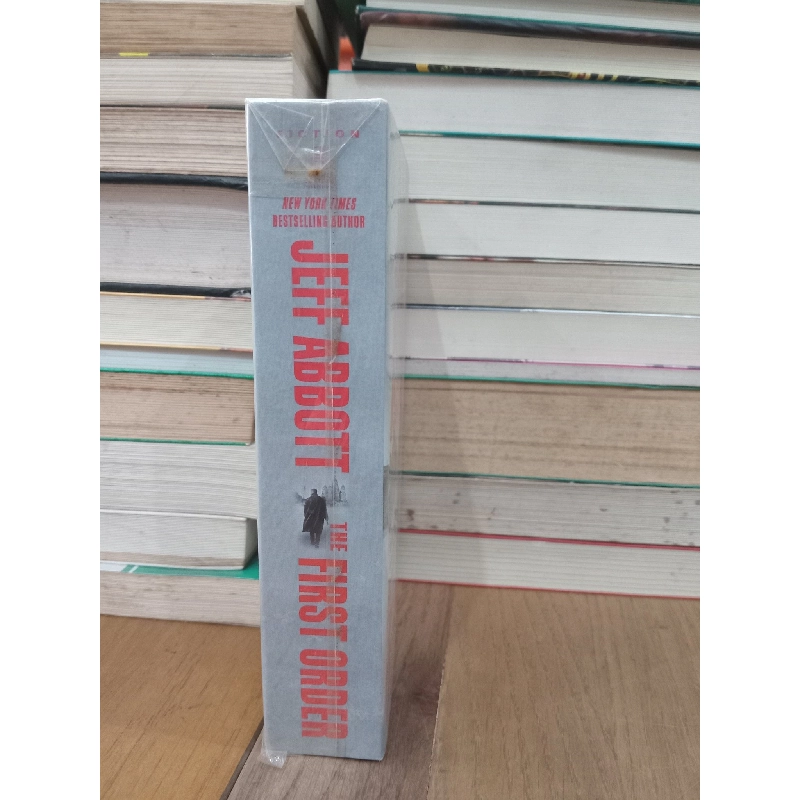 FICTION
NEW YORK TIMES
BESTSELLING AUTHOR
JEFF ABBOTT
THE FIRST ORDER